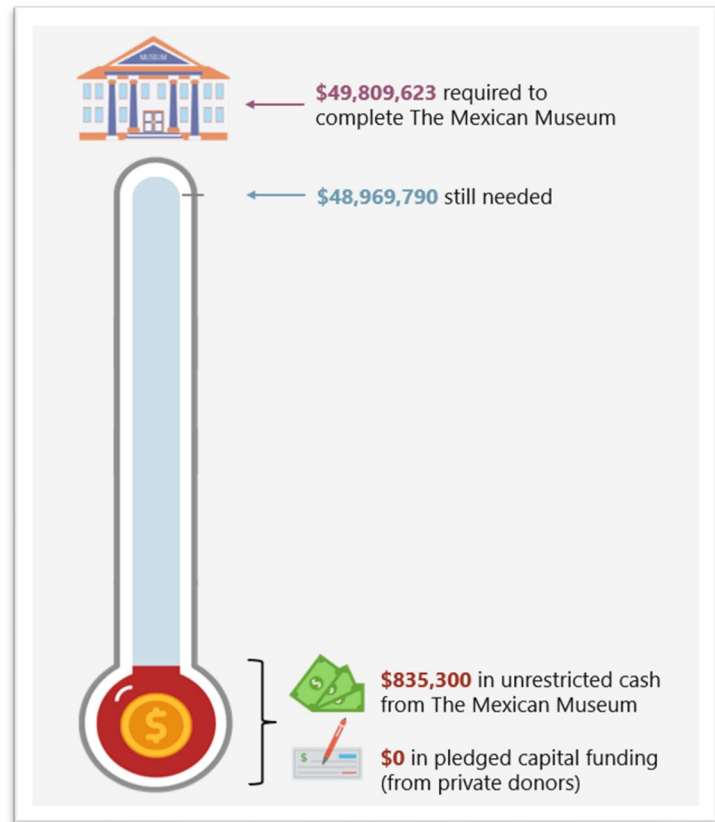 MUSEUM
$49,809,623 required to
complete The Mexican Museum
$48,969,790 still needed
$
$
$835,300 in unrestricted cash
from The Mexican Museum
$
$0 in pledged capital funding
(from private donors)